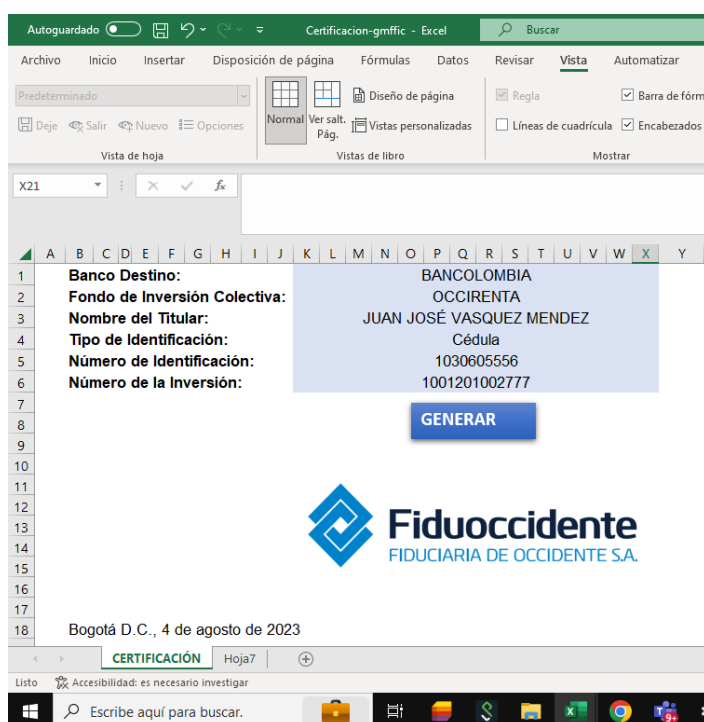 Autoguardado Certificacion-gmffic - Excel Buscar
Archivo Inicio Insertar Disposición de página Fórmulas Datos Revisar Vista Automatizar
Predeterminado
Deje Salir Nuevo Opciones
Vista de hoja
Normal Ver salt. Pág.
Diseño de página
Vistas personalizadas
Vistas de libro
Regla Barra de fórm
Líneas de cuadrícula Encabezados
Mostrar
X21 fx
A B C D E F G H I J K L M N O P Q R S T U V W X Y
1 Banco Destino: BANCOLOMBIA
2 Fondo de Inversión Colectiva: OCCIRENTA
3 Nombre del Titular: JUAN JOSÉ VASQUEZ MENDEZ
4 Tipo de Identificación: Cédula
5 Número de Identificación: 1030605556
6 Número de la Inversión: 1001201002777
7
8 GENERAR
9
10
11
12
13 Fiduoccidente
14 FIDUCIARIA DE OCCIDENTE S.A.
15
16
17
18 Bogotá D.C., 4 de agosto de 2023
CERTIFICACIÓN Hoja7
Listo Accesibilidad: es necesario investigar
Escribe aquí para buscar. 9+